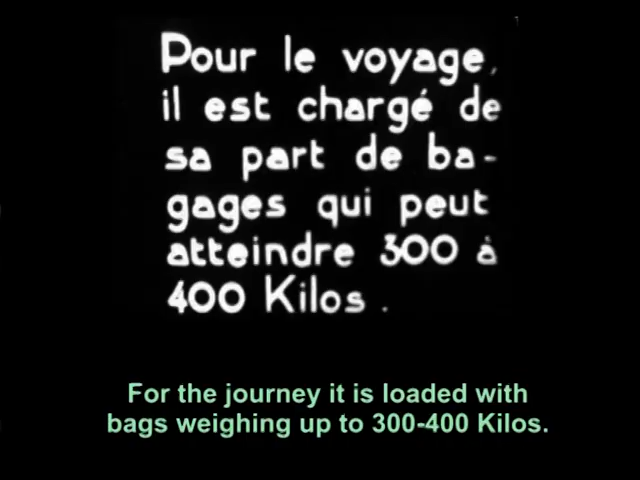 Pour le voyage,
il est chargé de
sa part de ba-
gages qui peut
atteindre 300 à
400 Kilos.
For the journey it is loaded with
bags weighing up to 300-400 Kilos.